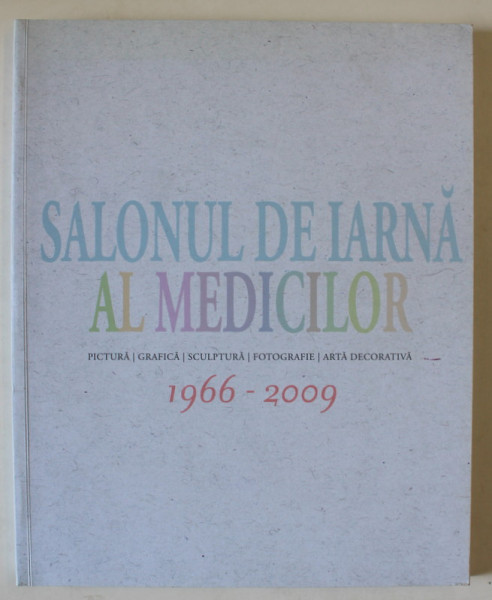 SALONUL DE IARNĂ
AL MEDICILOR
PICTURĂ | GRAFICĂ | SCULPTURĂ | FOTOGRAFIE | ARTĂ DECORATIVĂ
1966 - 2009